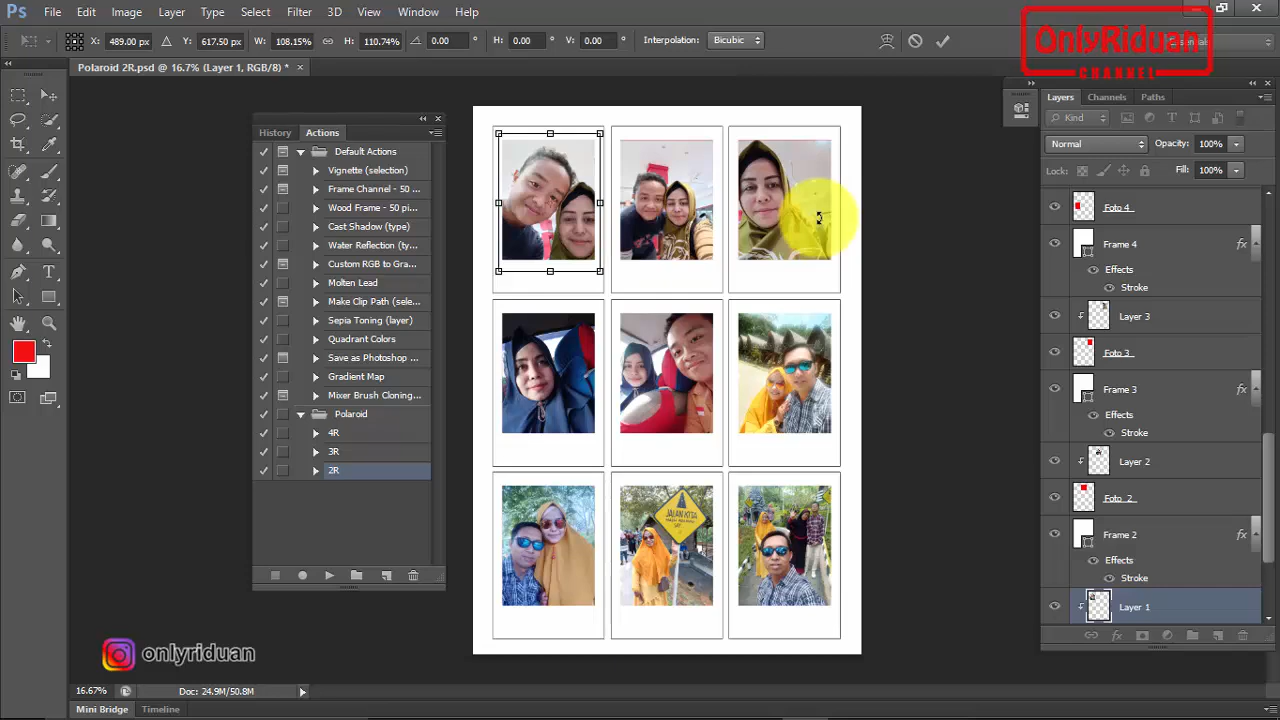 Ps File Edit Image Layer Type Select Filter 3D View Window Help
X: 489.00 px Y: 617.50 px W: 108.15% H: 110.74% 0.00 ° H: 0.00 ° V: 0.00 ° Interpolation: Bicubic
OnlyRiduan
CHANNEL
Polaroid 2R.psd @ 16.7% (Layer 1, RGB/8) * ×
History Actions
Default Actions
Vignette (selection)
Frame Channel - 50 ...
Wood Frame - 50 pi...
Cast Shadow (type)
Water Reflection (ty...
Custom RGB to Gra...
Molten Lead
Make Clip Path (sele...
Sepia Toning (layer)
Quadrant Colors
Save as Photoshop ...
Gradient Map
Mixer Brush Cloning...
Polaroid
4R
3R
2R
JALAN KITA
Layers Channels Paths
Kind
Normal Opacity: 100%
Lock: Fill: 100%
Foto 4
Frame 4 fx
Effects
Stroke
Layer 3
Foto 3
Frame 3 fx
Effects
Stroke
Layer 2
Foto 2
Frame 2 fx
Effects
Stroke
Layer 1
onlyriduan
16.67% Doc: 24.9M/50.8M
Mini Bridge Timeline